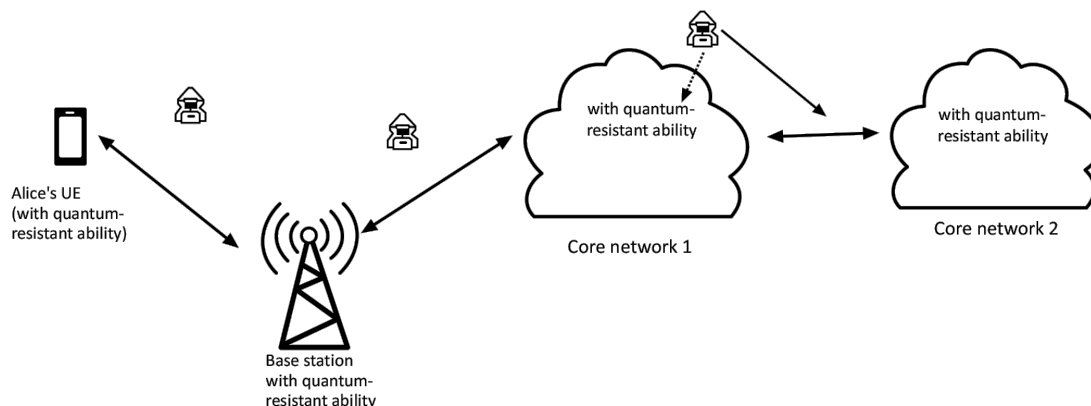 Alice's UE
(with quantum-
resistant ability)
Base station
with quantum-
resistant ability
with quantum-
resistant ability
Core network 1
with quantum-
resistant ability
Core network 2